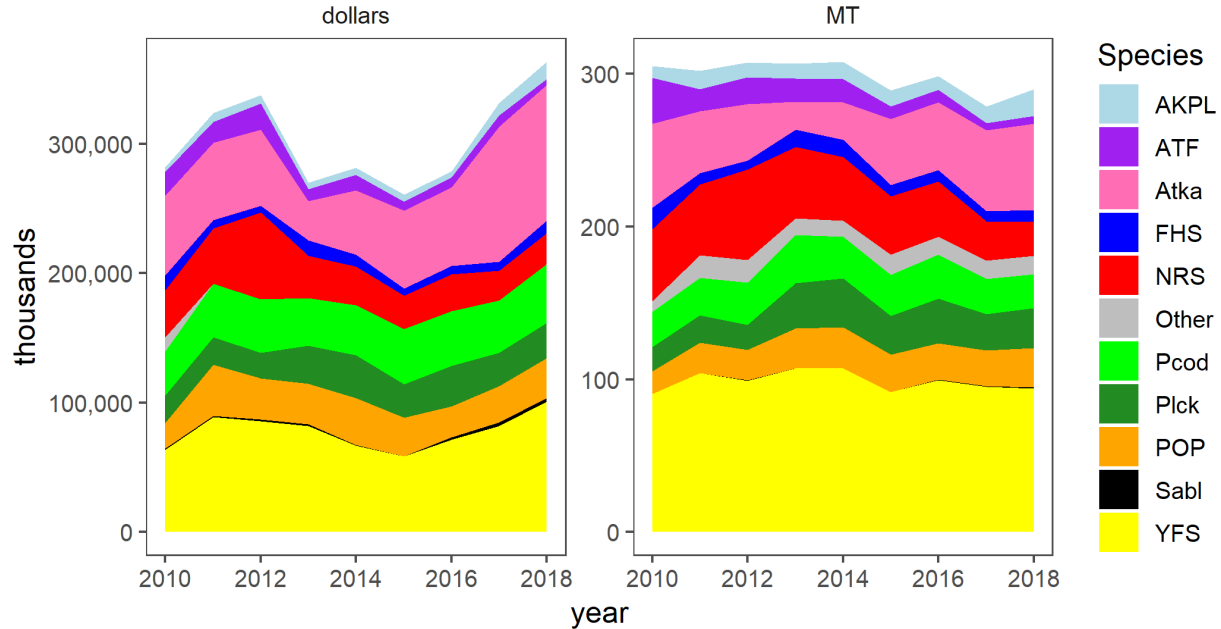 dollars
MT
thousands
300,000
200,000
100,000
0
300
200
100
0
2010
2012
2014
2016
2018
2010
2012
2014
2016
2018
year
Species
AKPL
ATF
Atka
FHS
NRS
Other
Pcod
Plck
POP
Sabl
YFS